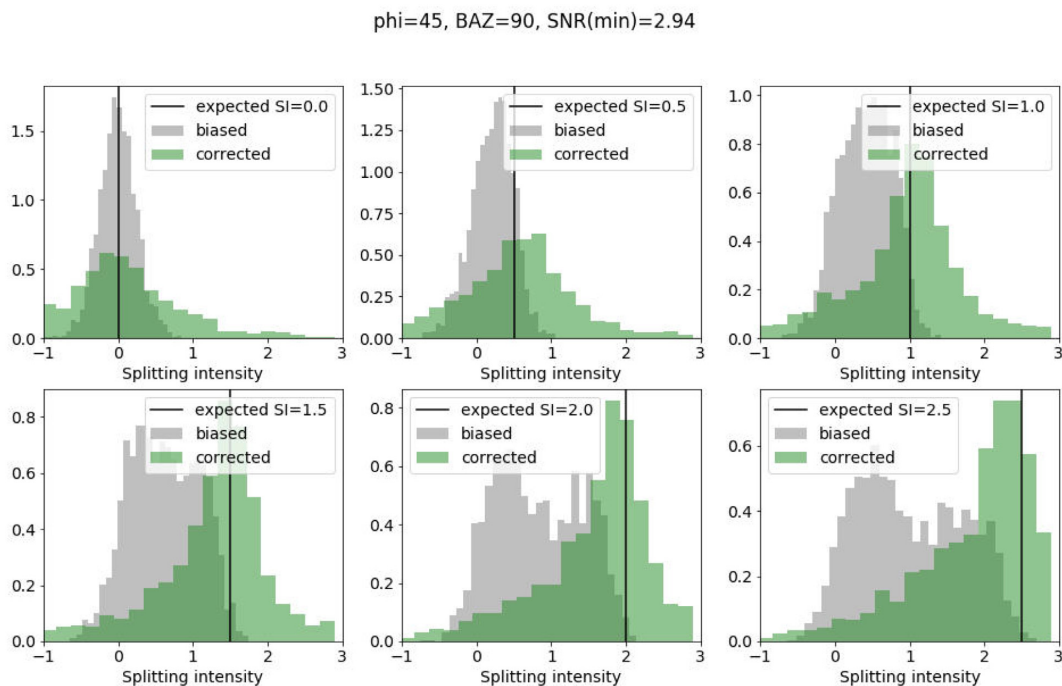 phi=45, BAZ=90, SNR(min)=2.94
expected SI=0.0
biased
corrected
1.5
1.0
0.5
0.0
-1 0 1 2 3
Splitting intensity
expected SI=0.5
biased
corrected
1.50
1.25
1.00
0.75
0.50
0.25
0.00
−1 0 1 2 3
Splitting intensity
expected SI=1.0
biased
corrected
1.0
0.8
0.6
0.4
0.2
0.0
−1 0 1 2 3
Splitting intensity
expected SI=1.5
biased
corrected
0.8
0.6
0.4
0.2
0.0
−1 0 1 2 3
Splitting intensity
expected SI=2.0
biased
corrected
0.8
0.6
0.4
0.2
0.0
−1 0 1 2 3
Splitting intensity
expected SI=2.5
biased
corrected
0.6
0.4
0.2
0.0
−1 0 1 2 3
Splitting intensity